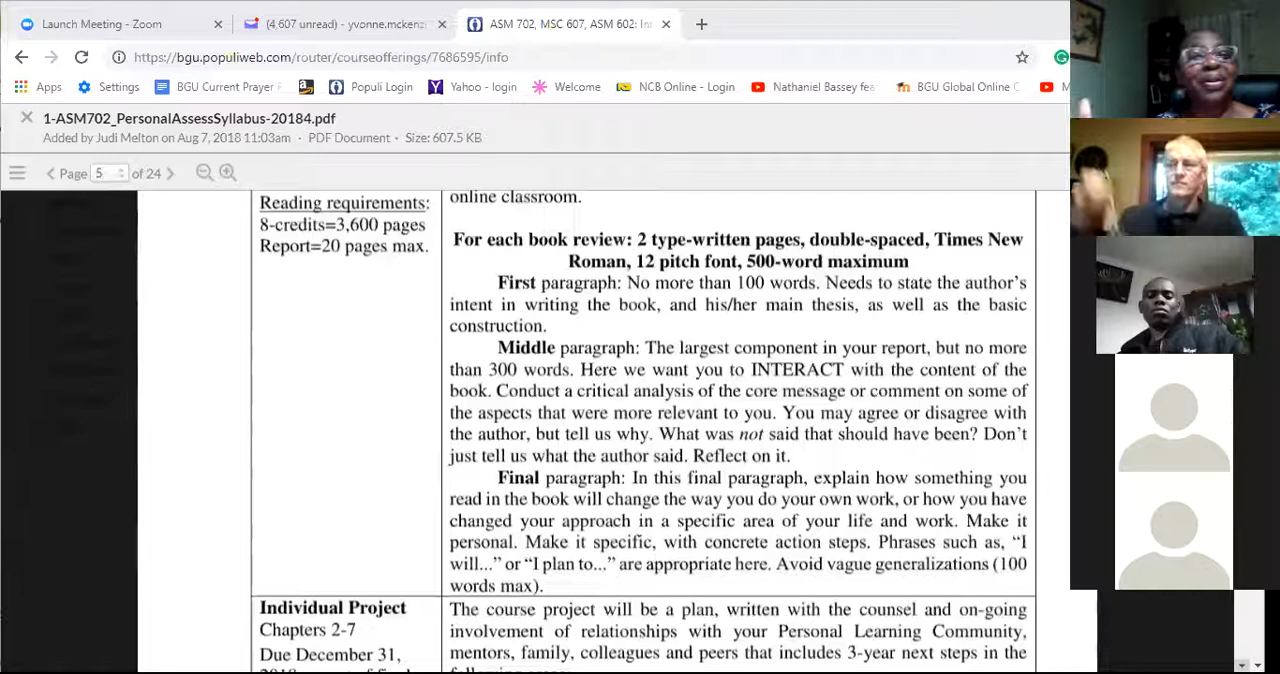 Launch Meeting - Zoom
(4,607 unread) - yvonne.mckenz
ASM 702, MSC 607, ASM 602: Int
https://bgu.populiweb.com/router/courseofferings/7686595/info
Apps
Settings
BGU Current Prayer
Populi Login
Yahoo - login
Welcome
NCB Online - Login
Nathaniel Bassey fea
BGU Global Online C
1-ASM702_PersonalAssessSyllabus-20184.pdf
Added by Judi Melton on Aug 7, 2018 11:03am · PDF Document · Size: 607.5 KB
Page 5 of 24
Reading requirements:
8-credits=3,600 pages
Report=20 pages max.
online classroom.
For each book review: 2 type-written pages, double-spaced, Times New
Roman, 12 pitch font, 500-word maximum
First paragraph: No more than 100 words. Needs to state the author's
intent in writing the book, and his/her main thesis, as well as the basic
construction.
Middle paragraph: The largest component in your report, but no more
than 300 words. Here we want you to INTERACT with the content of the
book. Conduct a critical analysis of the core message or comment on some of
the aspects that were more relevant to you. You may agree or disagree with
the author, but tell us why. What was not said that should have been? Don't
just tell us what the author said. Reflect on it.
Final paragraph: In this final paragraph, explain how something you
read in the book will change the way you do your own work, or how you have
changed your approach in a specific area of your life and work. Make it
personal. Make it specific, with concrete action steps. Phrases such as, "I
will..." or "I plan to..." are appropriate here. Avoid vague generalizations (100
words max).
Individual Project
Chapters 2-7
Due December 31,
The course project will be a plan, written with the counsel and on-going
involvement of relationships with your Personal Learning Community,
mentors, family, colleagues and peers that includes 3-year next steps in the